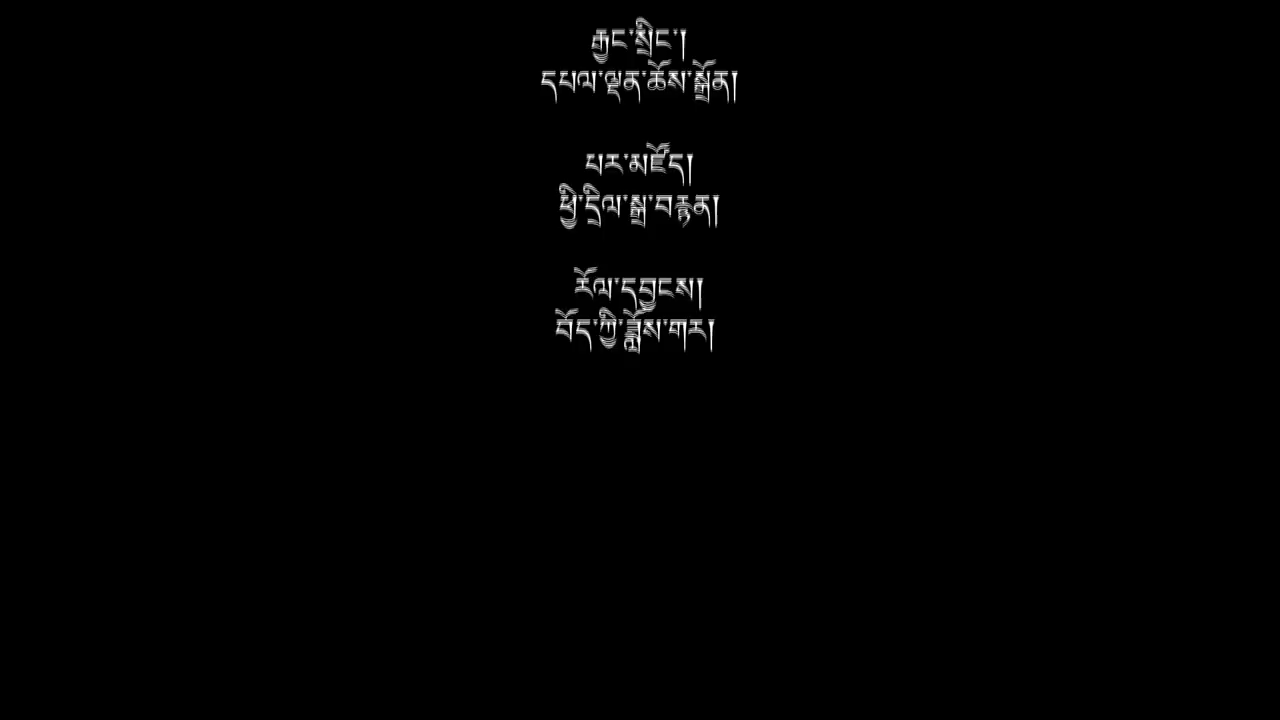 རྒྱང་སྲིང་།
དཔལ་ལྡན་ཆོས་སྒྲོན།
པར་མཛོད།
ཕྱི་དྲིལ་སྒྲ་བརྙན།
རོལ་དབྱངས།
བོད་ཀྱི་ཟློས་གར།